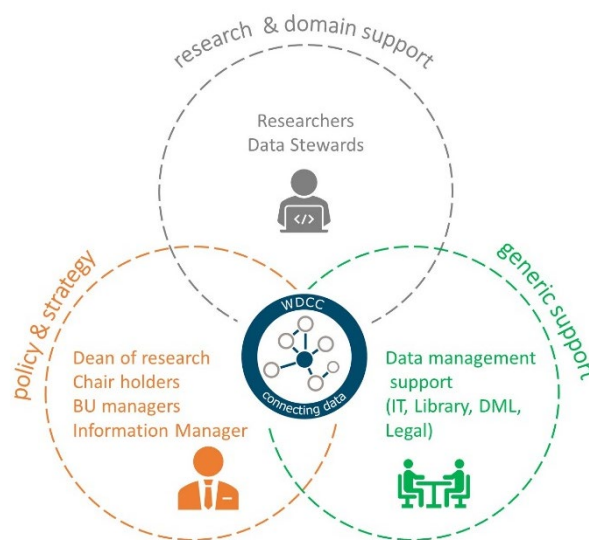 research & domain support
Researchers
Data Stewards
</>
policy & strategy
generic support
WDCC
connecting data
Dean of research
Chair holders
BU managers
Information Manager
Data management
support
(IT, Library, DML,
Legal)